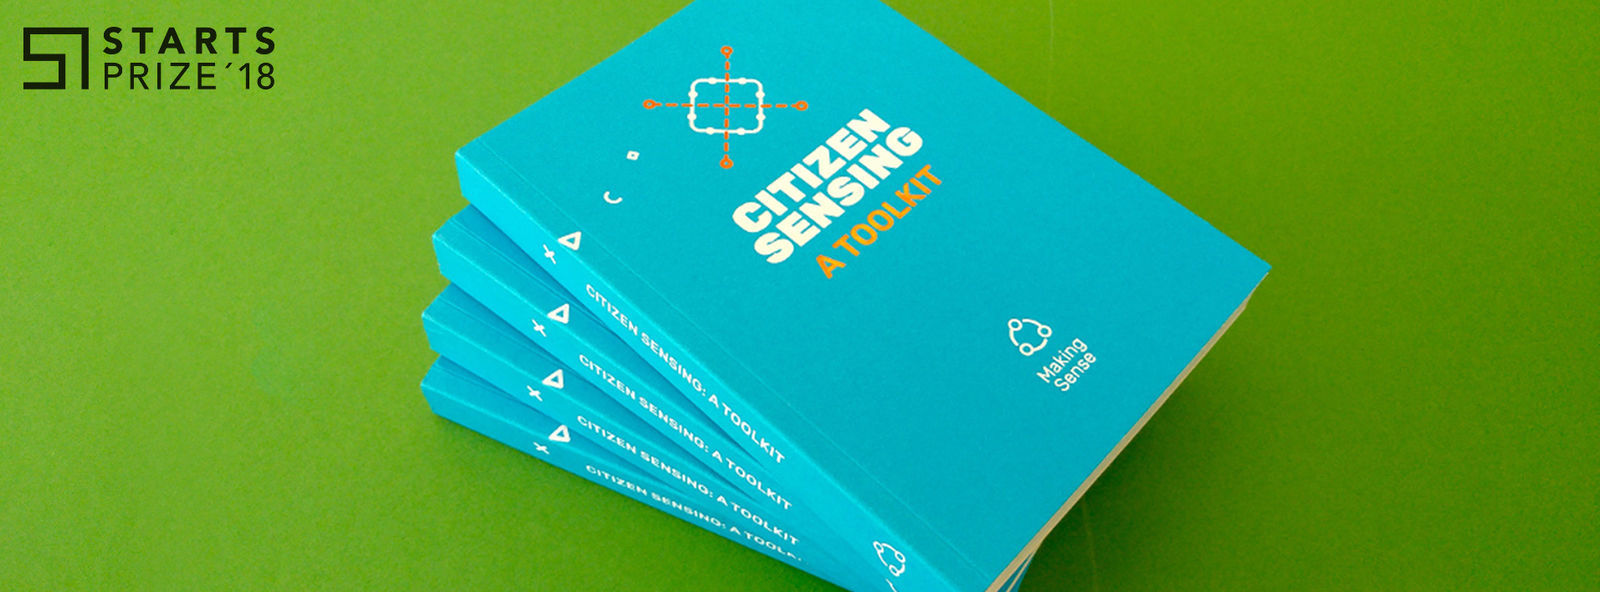 STARTS
PRIZE´18
CITIZEN
SENSING
A TOOLKIT
Making
Sense
CITIZEN SENSING: A TOOLKIT
CITIZEN SENSING: A TOOLKIT
CITIZEN SENSING: A TOOLKIT
CITIZEN SENSING: A